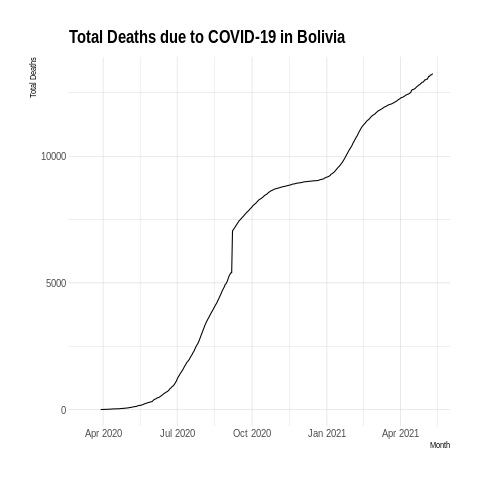 Total Deaths due to COVID-19 in Bolivia
Total Deaths
10000
5000
0
Apr 2020 Jul 2020 Oct 2020 Jan 2021 Apr 2021
Month